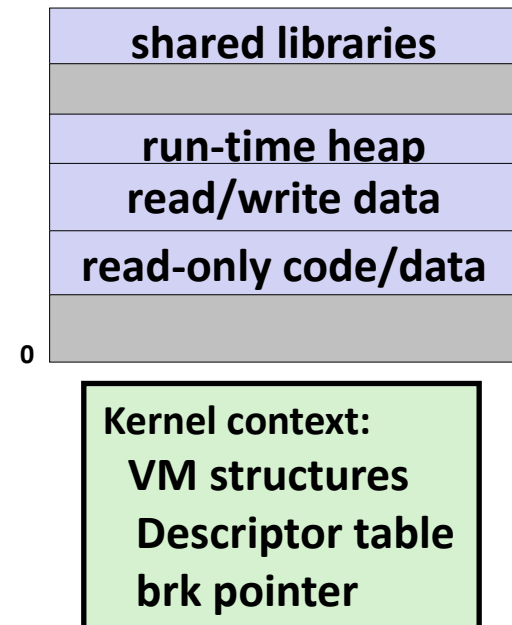 shared libraries
run-time heap
read/write data
read-only code/data
0
Kernel context:
VM structures
Descriptor table
brk pointer